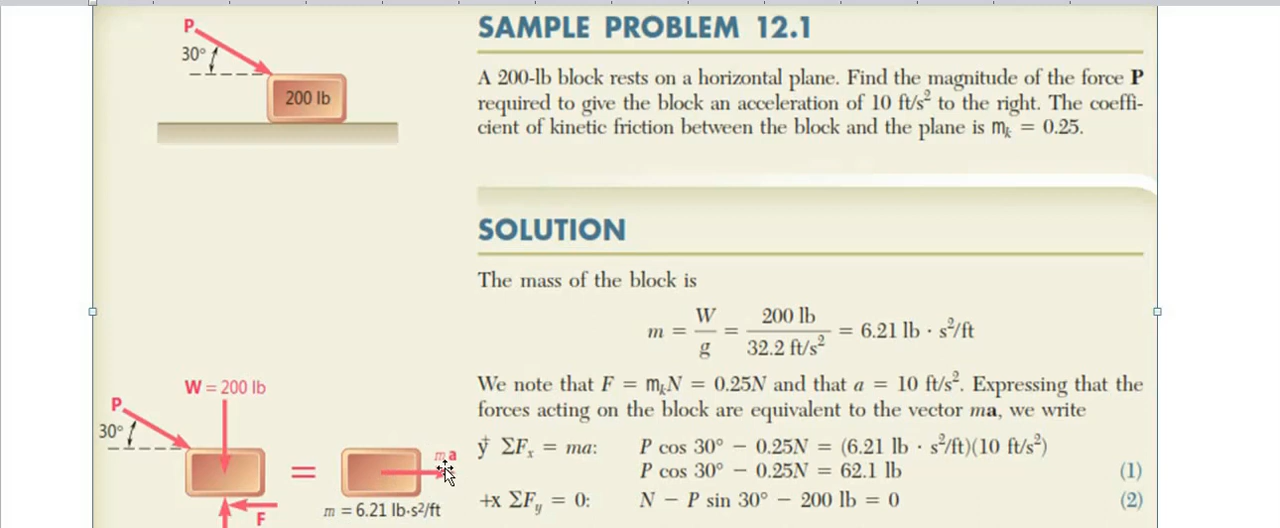 P
30°
200 lb
SAMPLE PROBLEM 12.1
A 200-lb block rests on a horizontal plane. Find the magnitude of the force P
required to give the block an acceleration of 10 ft/s² to the right. The coeffi-
cient of kinetic friction between the block and the plane is mₖ = 0.25.
SOLUTION
The mass of the block is
m = W/g = 200 lb / 32.2 ft/s² = 6.21 lb · s²/ft
We note that F = mₖN = 0.25N and that a = 10 ft/s². Expressing that the
forces acting on the block are equivalent to the vector ma, we write
ẏ⁺ ΣFₓ = ma: P cos 30° − 0.25N = (6.21 lb · s²/ft)(10 ft/s²)
P cos 30° − 0.25N = 62.1 lb (1)
+x ΣF_y = 0: N − P sin 30° − 200 lb = 0 (2)
W = 200 lb
P
30°
=
ma
F
m = 6.21 lb·s²/ft